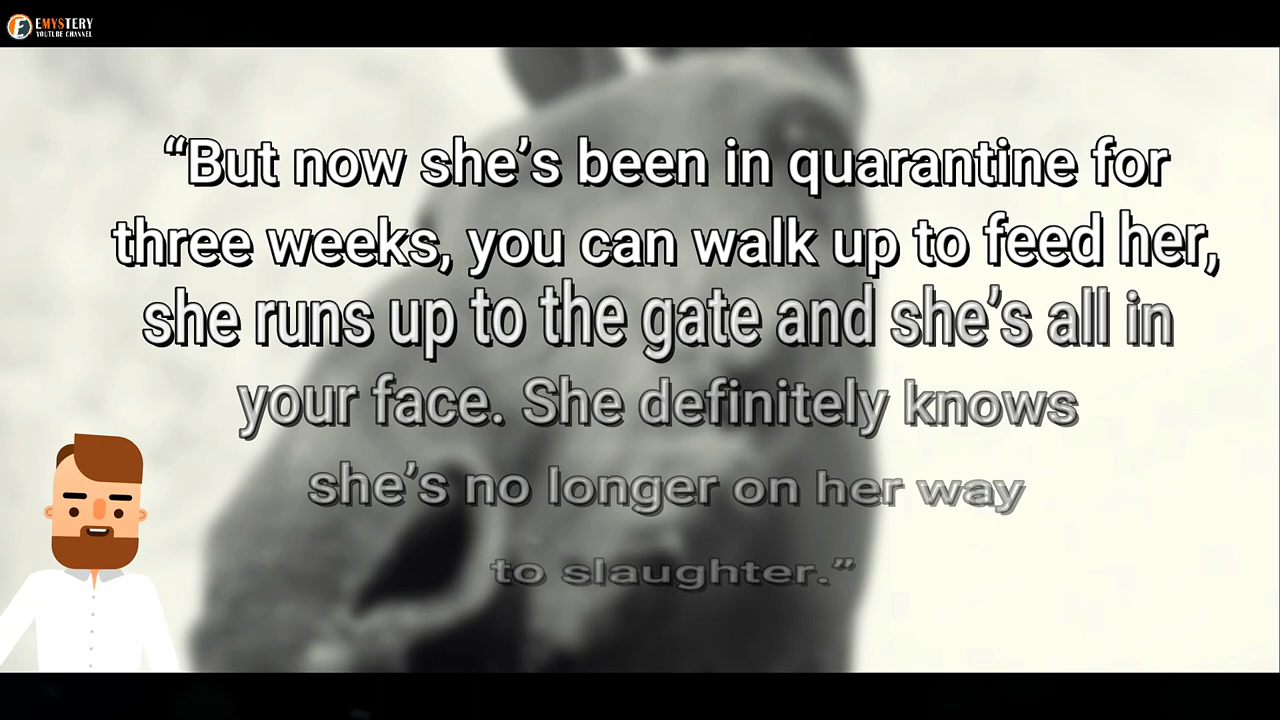 EMYSTERY
YOUTUBE CHANNEL
“But now she’s been in quarantine for
three weeks, you can walk up to feed her,
she runs up to the gate and she’s all in
your face. She definitely knows
she’s no longer on her way
to slaughter.”